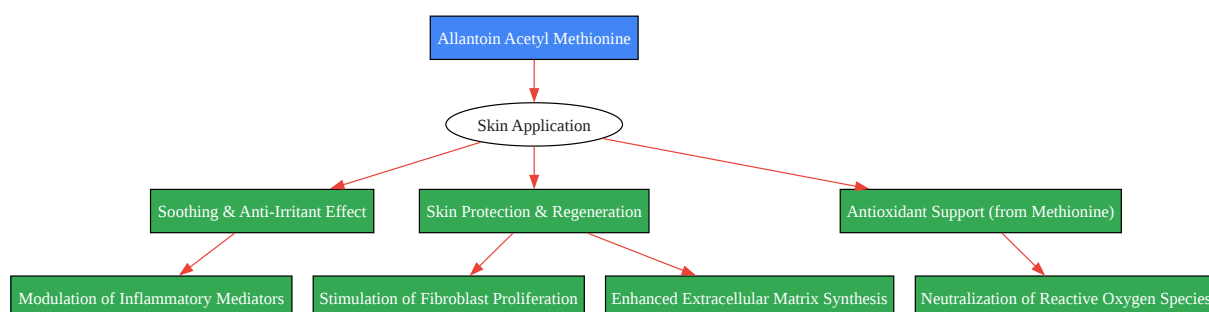 Allantoin Acetyl Methionine
Skin Application
Soothing & Anti-Irritant Effect
Skin Protection & Regeneration
Antioxidant Support (from Methionine)
Modulation of Inflammatory Mediators
Stimulation of Fibroblast Proliferation
Enhanced Extracellular Matrix Synthesis
Neutralization of Reactive Oxygen Species